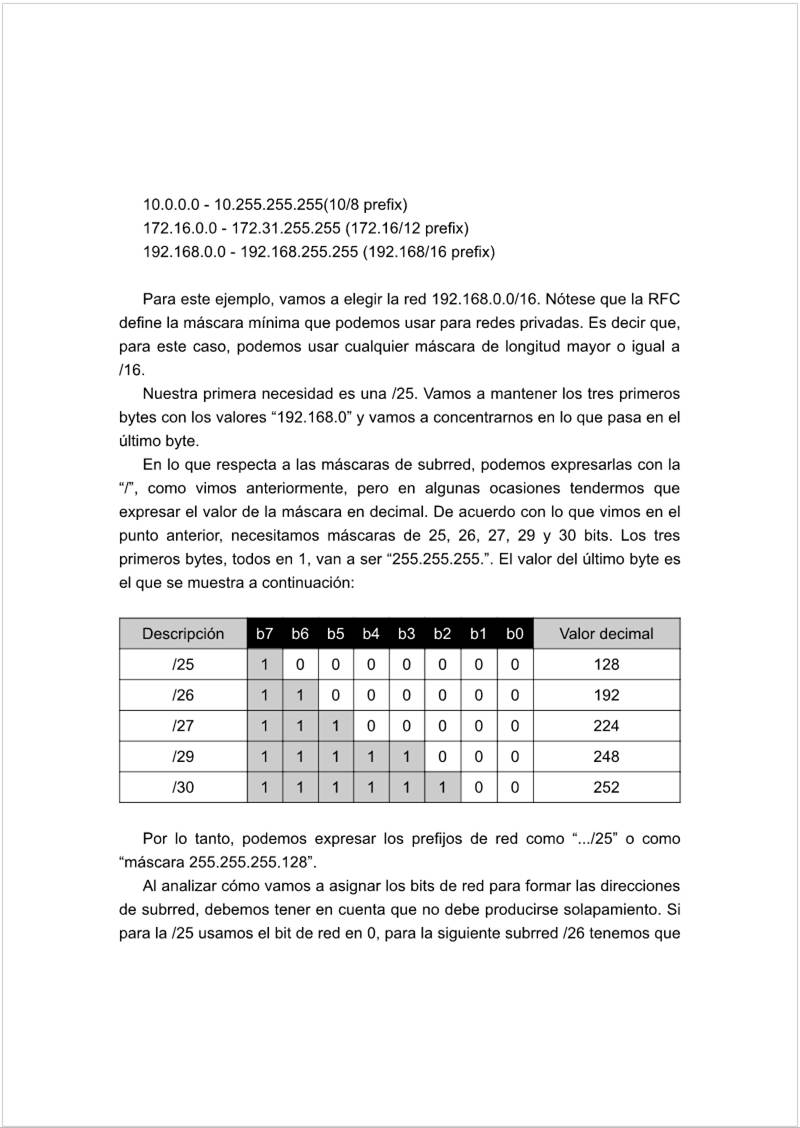 10.0.0.0 - 10.255.255.255(10/8 prefix)
172.16.0.0 - 172.31.255.255 (172.16/12 prefix)
192.168.0.0 - 192.168.255.255 (192.168/16 prefix)
Para este ejemplo, vamos a elegir la red 192.168.0.0/16. Nótese que la RFC
define la máscara mínima que podemos usar para redes privadas. Es decir que,
para este caso, podemos usar cualquier máscara de longitud mayor o igual a
/16.
Nuestra primera necesidad es una /25. Vamos a mantener los tres primeros
bytes con los valores “192.168.0” y vamos a concentrarnos en lo que pasa en el
último byte.
En lo que respecta a las máscaras de subrred, podemos expresarlas con la
“/”, como vimos anteriormente, pero en algunas ocasiones tendermos que
expresar el valor de la máscara en decimal. De acuerdo con lo que vimos en el
punto anterior, necesitamos máscaras de 25, 26, 27, 29 y 30 bits. Los tres
primeros bytes, todos en 1, van a ser “255.255.255.”. El valor del último byte es
el que se muestra a continuación:
Descripción b7 b6 b5 b4 b3 b2 b1 b0 Valor decimal
/25 1 0 0 0 0 0 0 0 128
/26 1 1 0 0 0 0 0 0 192
/27 1 1 1 0 0 0 0 0 224
/29 1 1 1 1 1 0 0 0 248
/30 1 1 1 1 1 1 0 0 252
Por lo tanto, podemos expresar los prefijos de red como “.../25” o como
“máscara 255.255.255.128”.
Al analizar cómo vamos a asignar los bits de red para formar las direcciones
de subrred, debemos tener en cuenta que no debe producirse solapamiento. Si
para la /25 usamos el bit de red en 0, para la siguiente subrred /26 tenemos que